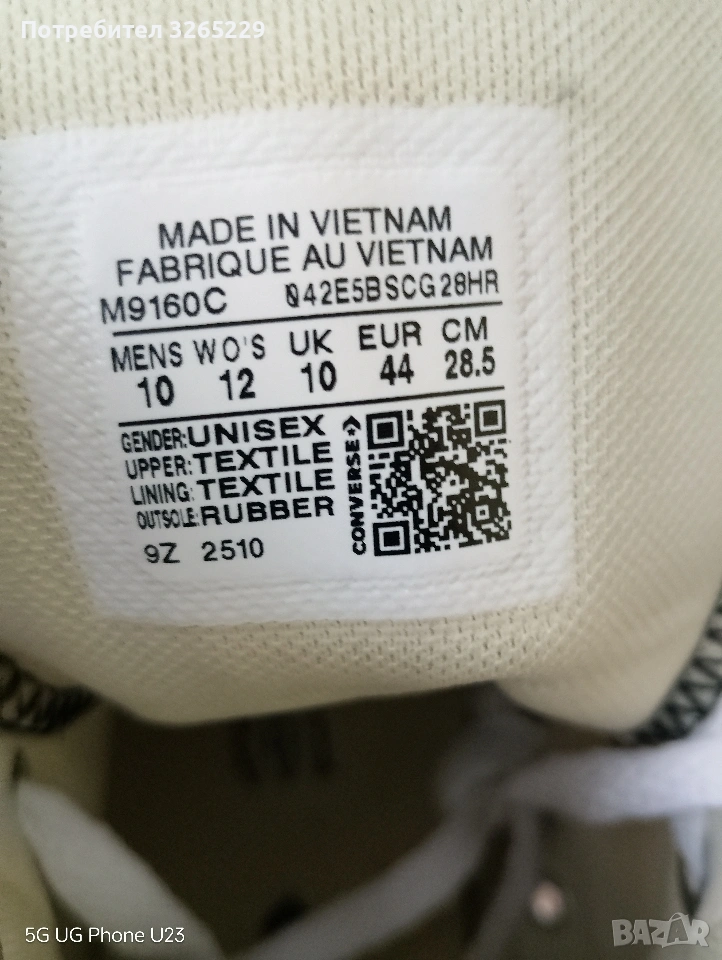 Потребител 3265229
MADE IN VIETNAM
FABRIQUE AU VIETNAM
M9160C 042E5BSCG28HR
MENS WO'S UK EUR CM
10 12 10 44 28.5
GENDER:UNISEX
UPPER:TEXTILE
LINING:TEXTILE
OUTSOLE:RUBBER
CONVERSE
9Z 2510
5G UG Phone U23
BAZAR